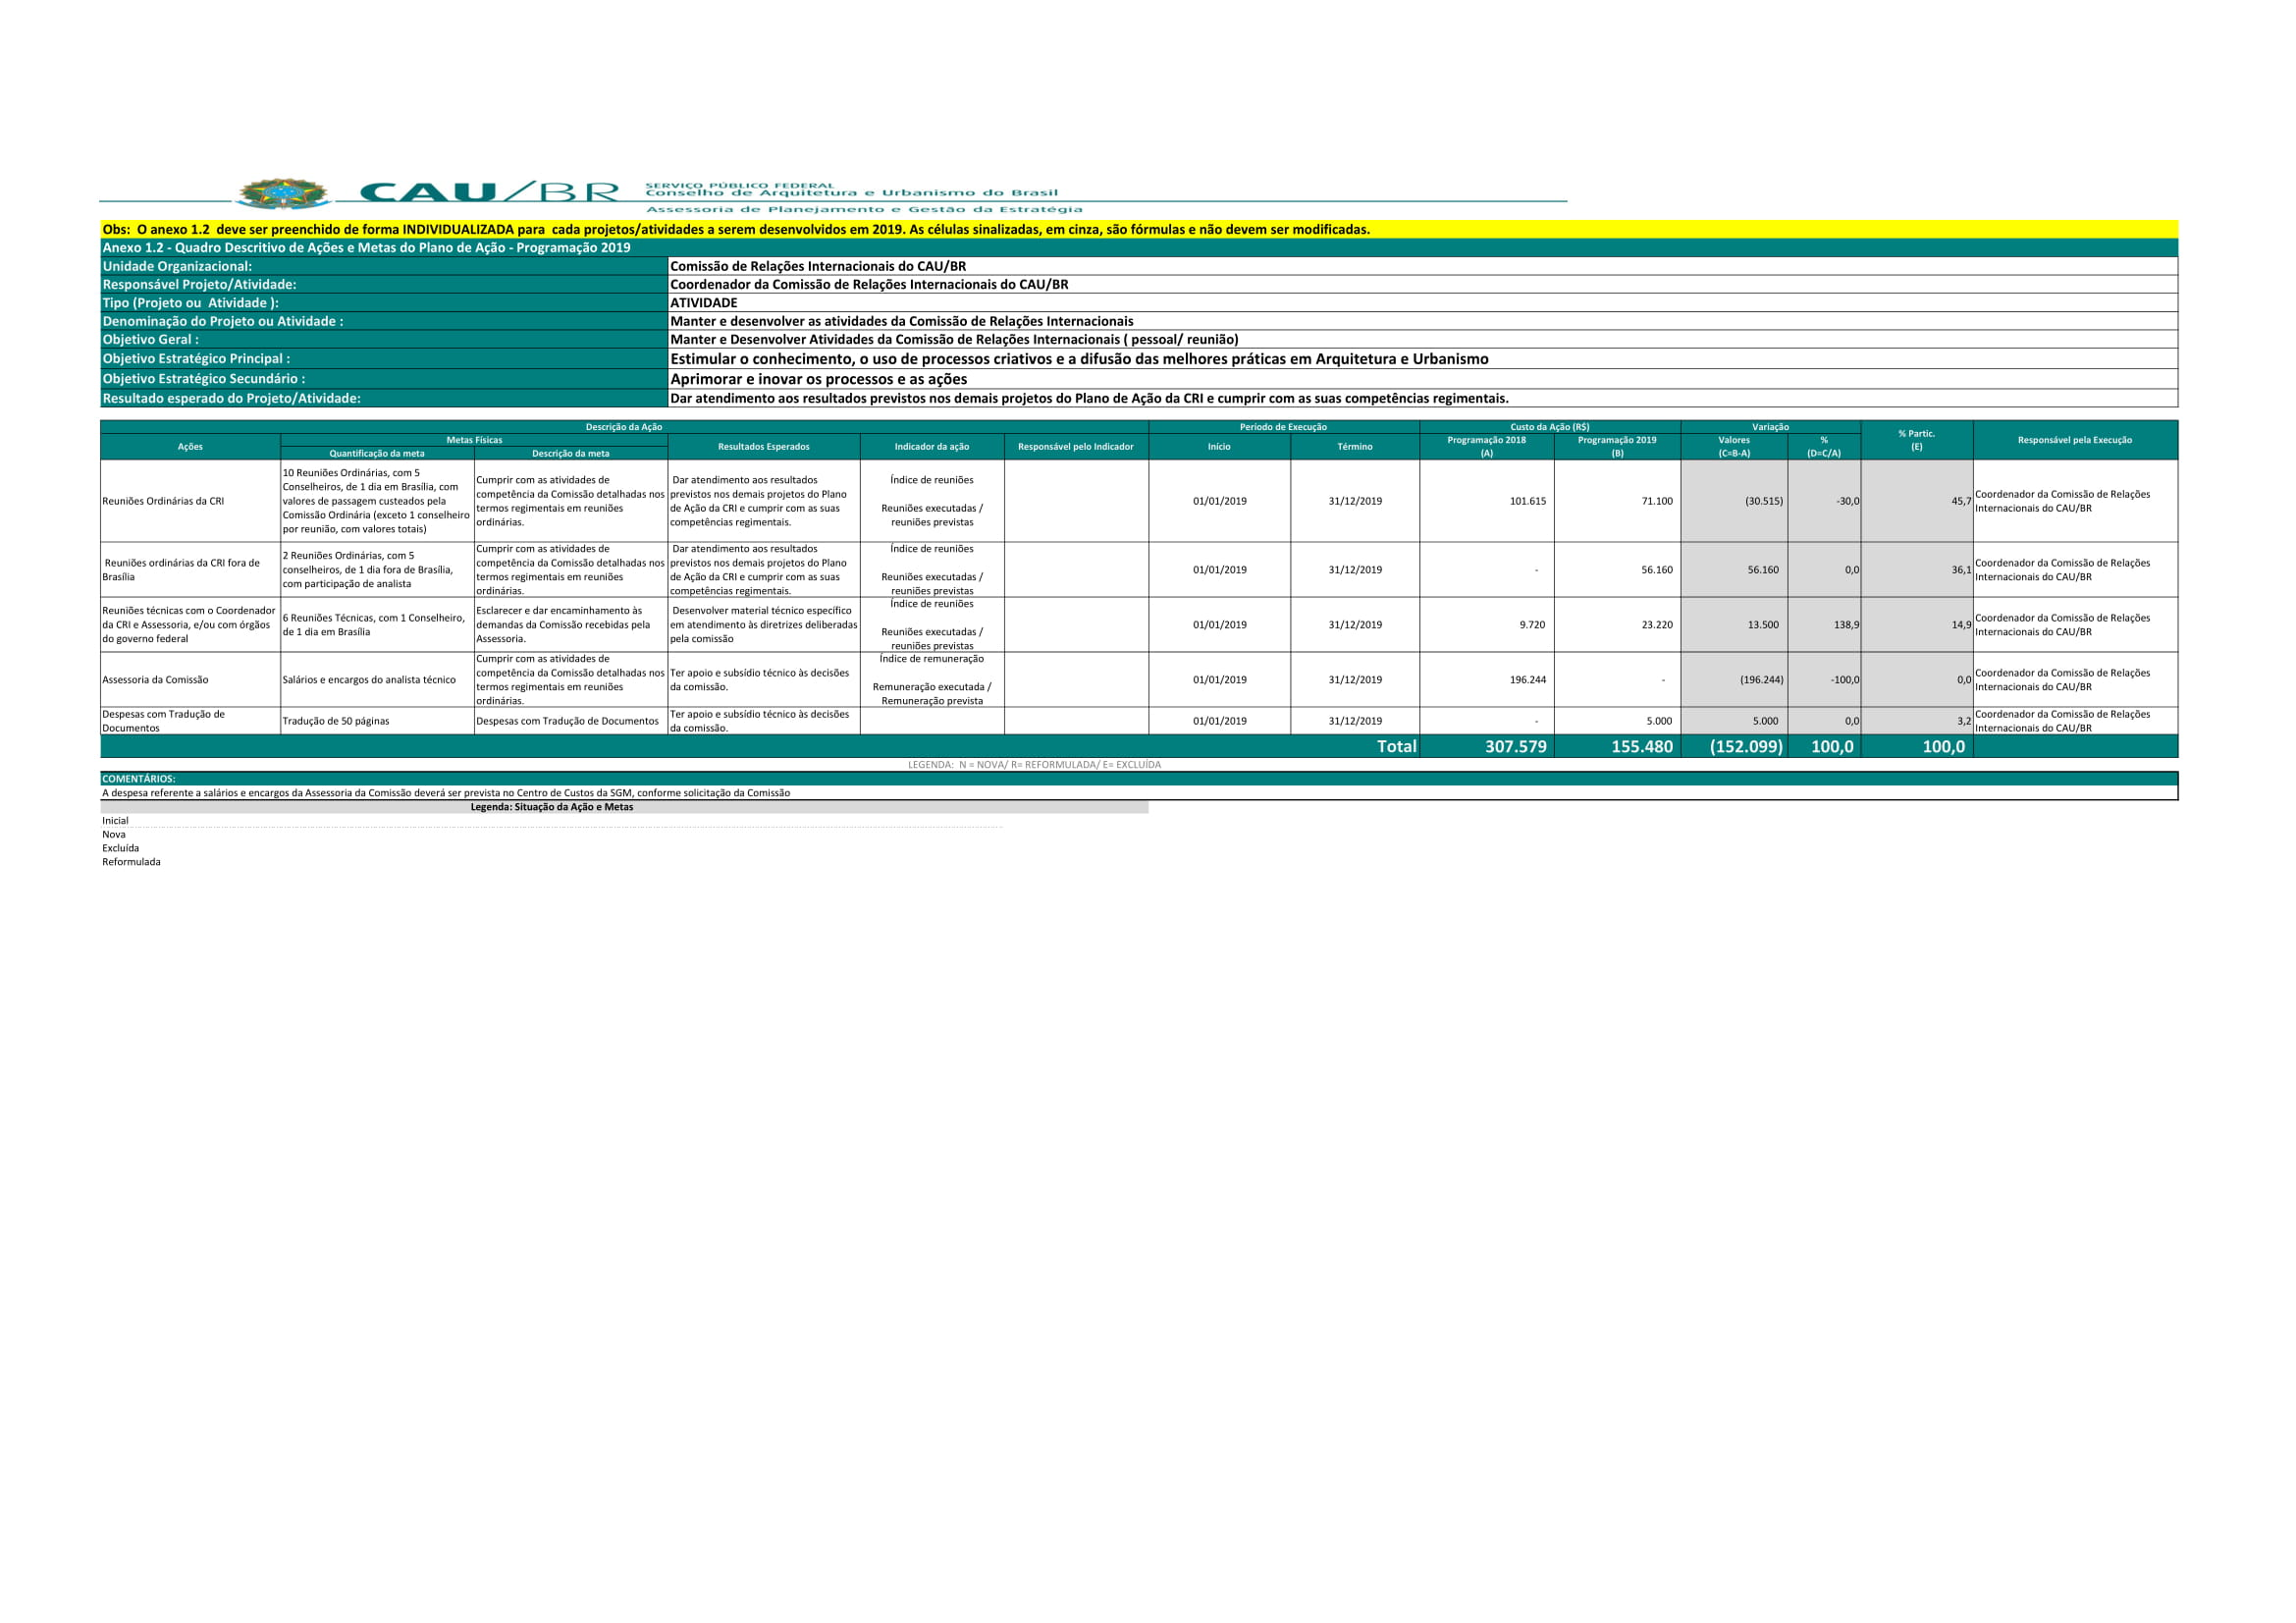 CAU/BR
SERVIÇO PÚBLICO FEDERAL
Conselho de Arquitetura e Urbanismo do Brasil
Assessoria de Planejamento e Gestão da Estratégia
Obs: O anexo 1.2 deve ser preenchido de forma INDIVIDUALIZADA para cada projetos/atividades a serem desenvolvidos em 2019. As células sinalizadas, em cinza, são fórmulas e não devem ser modificadas.
Anexo 1.2 - Quadro Descritivo de Ações e Metas do Plano de Ação - Programação 2019
Unidade Organizacional: Comissão de Relações Internacionais do CAU/BR
Responsável Projeto/Atividade: Coordenador da Comissão de Relações Internacionais do CAU/BR
Tipo (Projeto ou Atividade ): ATIVIDADE
Denominação do Projeto ou Atividade : Manter e desenvolver as atividades da Comissão de Relações Internacionais
Objetivo Geral : Manter e Desenvolver Atividades da Comissão de Relações Internacionais ( pessoal/ reunião)
Objetivo Estratégico Principal : Estimular o conhecimento, o uso de processos criativos e a difusão das melhores práticas em Arquitetura e Urbanismo
Objetivo Estratégico Secundário : Aprimorar e inovar os processos e as ações
Resultado esperado do Projeto/Atividade: Dar atendimento aos resultados previstos nos demais projetos do Plano de Ação da CRI e cumprir com as suas competências regimentais.
Descrição da Ação
Período de Execução
Custo da Ação (R$)
Variação
% Partic.
(E)
Responsável pela Execução
Ações
Metas Físicas
Quantificação da meta
Descrição da meta
Resultados Esperados
Indicador da ação
Responsável pelo Indicador
Início
Término
Programação 2018
(A)
Programação 2019
(B)
Valores
(C=B-A)
%
(D=C/A)
Reuniões Ordinárias da CRI
10 Reuniões Ordinárias, com 5
Conselheiros, de 1 dia em Brasília, com
valores de passagem custeados pela
Comissão Ordinária (exceto 1 conselheiro
por reunião, com valores totais)
Cumprir com as atividades de
competência da Comissão detalhadas nos
termos regimentais em reuniões
ordinárias.
Dar atendimento aos resultados
previstos nos demais projetos do Plano
de Ação da CRI e cumprir com as suas
competências regimentais.
Índice de reuniões
Reuniões executadas /
reuniões previstas
01/01/2019
31/12/2019
101.615
71.100
(30.515)
-30,0
45,7
Coordenador da Comissão de Relações
Internacionais do CAU/BR
Reuniões ordinárias da CRI fora de
Brasília
2 Reuniões Ordinárias, com 5
conselheiros, de 1 dia fora de Brasília,
com participação de analista
Cumprir com as atividades de
competência da Comissão detalhadas nos
termos regimentais em reuniões
ordinárias.
Dar atendimento aos resultados
previstos nos demais projetos do Plano
de Ação da CRI e cumprir com as suas
competências regimentais.
Índice de reuniões
Reuniões executadas /
reuniões previstas
01/01/2019
31/12/2019
-
56.160
56.160
0,0
36,1
Coordenador da Comissão de Relações
Internacionais do CAU/BR
Reuniões técnicas com o Coordenador
da CRI e Assessoria, e/ou com órgãos
do governo federal
6 Reuniões Técnicas, com 1 Conselheiro,
de 1 dia em Brasília
Esclarecer e dar encaminhamento às
demandas da Comissão recebidas pela
Assessoria.
Desenvolver material técnico específico
em atendimento às diretrizes deliberadas
pela comissão
Índice de reuniões
Reuniões executadas /
reuniões previstas
01/01/2019
31/12/2019
9.720
23.220
13.500
138,9
14,9
Coordenador da Comissão de Relações
Internacionais do CAU/BR
Assessoria da Comissão
Salários e encargos do analista técnico
Cumprir com as atividades de
competência da Comissão detalhadas nos
termos regimentais em reuniões
ordinárias.
Ter apoio e subsídio técnico às decisões
da comissão.
Índice de remuneração
Remuneração executada /
Remuneração prevista
01/01/2019
31/12/2019
196.244
-
(196.244)
-100,0
0,0
Coordenador da Comissão de Relações
Internacionais do CAU/BR
Despesas com Tradução de
Documentos
Tradução de 50 páginas
Despesas com Tradução de Documentos
Ter apoio e subsídio técnico às decisões
da comissão.
01/01/2019
31/12/2019
-
5.000
5.000
0,0
3,2
Coordenador da Comissão de Relações
Internacionais do CAU/BR
Total 307.579 155.480 (152.099) 100,0 100,0
LEGENDA: N = NOVA/ R= REFORMULADA/ E= EXCLUÍDA
COMENTÁRIOS:
A despesa referente a salários e encargos da Assessoria da Comissão deverá ser prevista no Centro de Custos da SGM, conforme solicitação da Comissão
Legenda: Situação da Ação e Metas
Inicial
Nova
Excluída
Reformulada